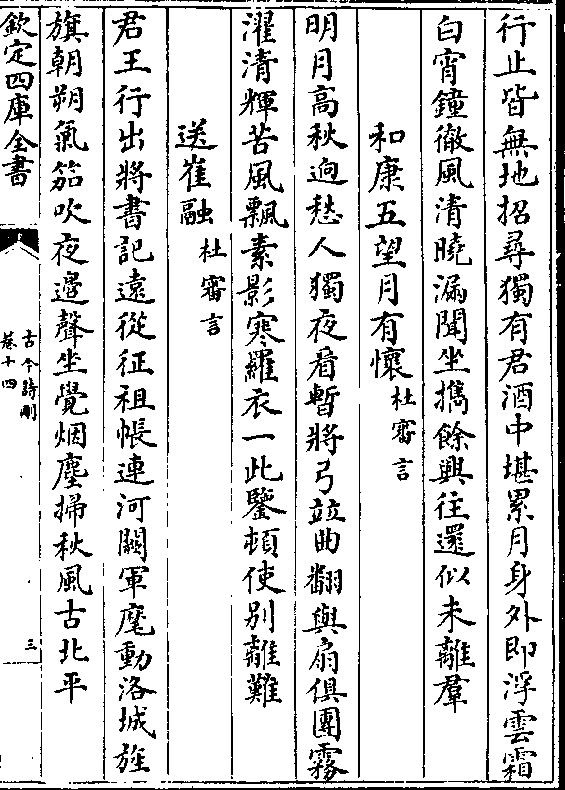 行止皆無地招尋獨有君酒中堪累月身外即浮雲霜
白宵鐘徹風清曉漏聞坐擕餘興往還似未離羣
和康五望月有懷杜審言
明月高秋逈愁人獨夜看暫將弓竝曲翻與扇俱團霧
濯清輝苦風飄素影寒羅衣一此鑒頓使别離難
送崔融杜審言
君王行出將書記遠從征祖帳連河闕軍麾動洛城旌
旗朝朔氣笳吹夜邊聲坐覺烟塵掃秋風古北平
欽定四庫全書
古今詩刪
卷十四
三